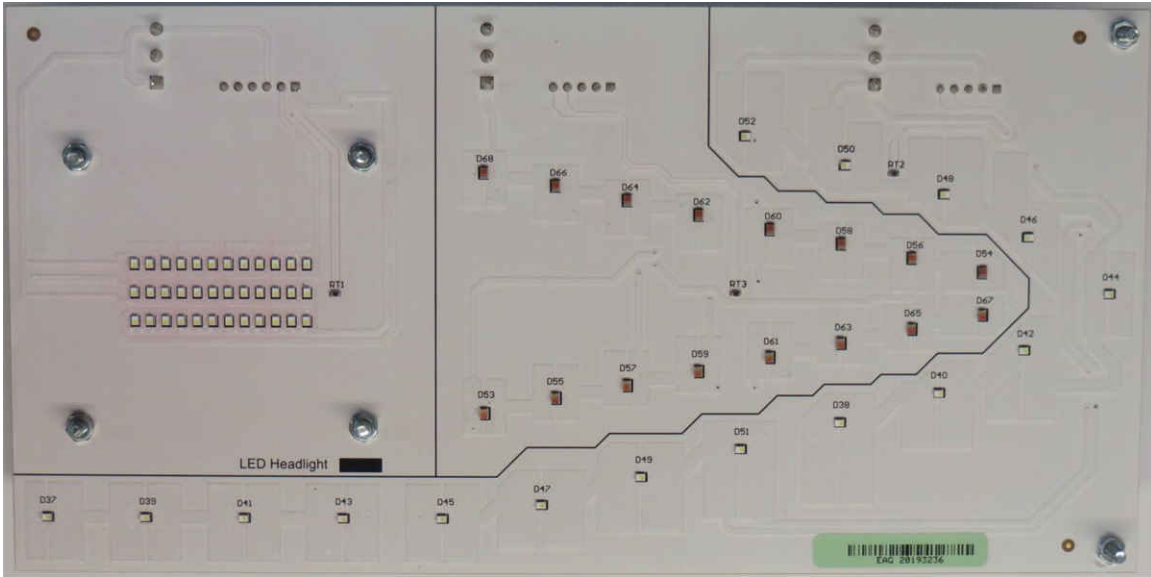 D52
D50
RT2
D68
D66
D64
D48
D62
D60
D46
D58
D56
D54
D44
RT1
RT3
D67
D65
D63
D42
D61
D59
D57
D40
D55
D53
D38
D51
LED Headlight
D49
D47
D37
D39
D41
D43
D45
EAG 20193236